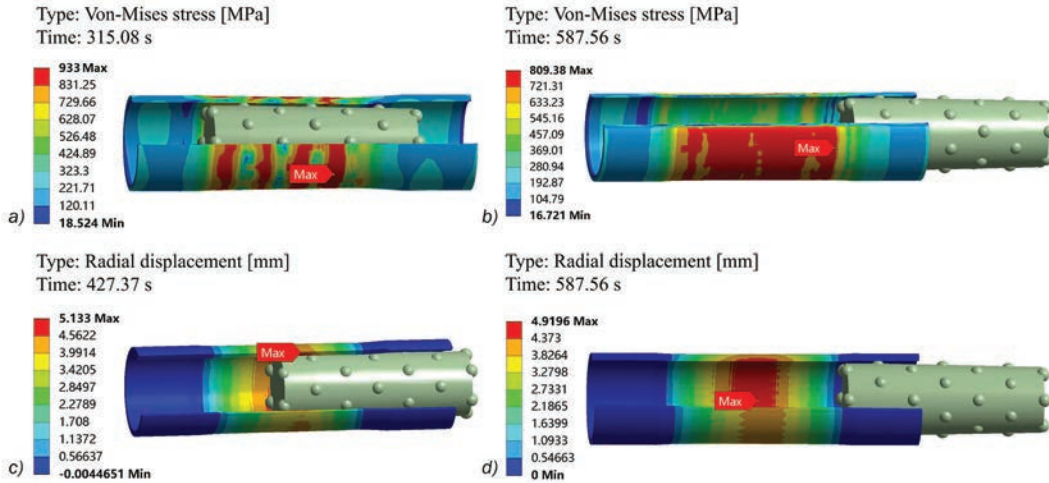 Type: Von-Mises stress [MPa]
Time: 315.08 s
933 Max
831.25
729.66
628.07
526.48
424.89
323.3
221.71
120.11
18.524 Min
Max
a)
Type: Von-Mises stress [MPa]
Time: 587.56 s
809.38 Max
721.31
633.23
545.16
457.09
369.01
280.94
192.87
104.79
16.721 Min
Max
b)
Type: Radial displacement [mm]
Time: 427.37 s
5.133 Max
4.5622
3.9914
3.4205
2.8497
2.2789
1.708
1.1372
0.56637
-0.0044651 Min
Max
c)
Type: Radial displacement [mm]
Time: 587.56 s
4.9196 Max
4.373
3.8264
3.2798
2.7331
2.1865
1.6399
1.0933
0.54663
0 Min
Max
d)